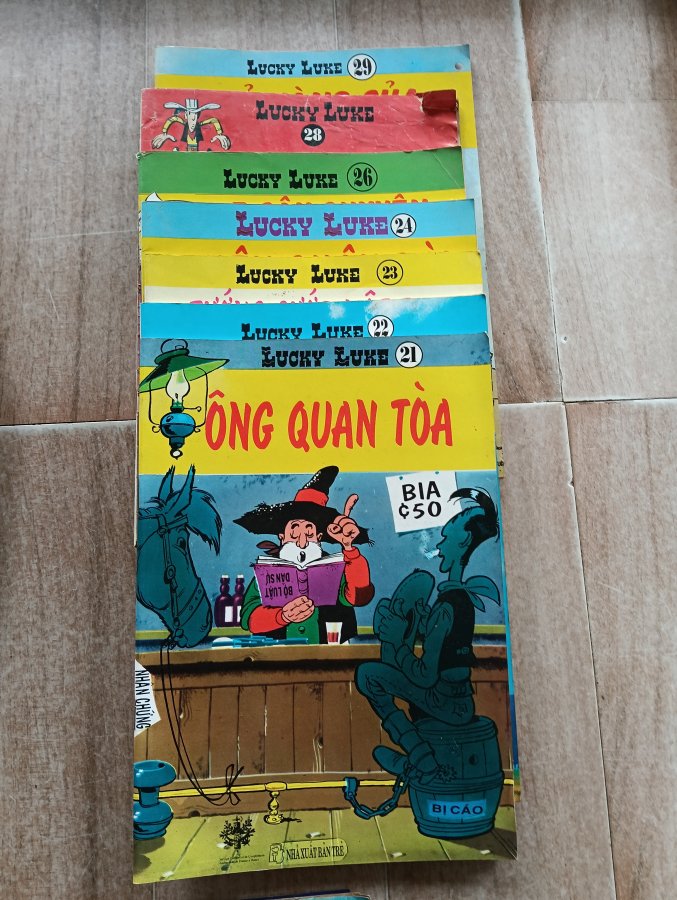 LUCKY LUKE 29
LUCKY LUKE
28
LUCKY LUKE 26
LUCKY LUKE 24
LUCKY LUKE 23
LUCKY LUKE 22
LUCKY LUKE 21
ÔNG QUAN TÒA
BIA
¢50
BỘ LUẬT
DÂN SỰ
NHÂN CHỨNG
BỊ CÁO
NHÀ XUẤT BẢN TRẺ